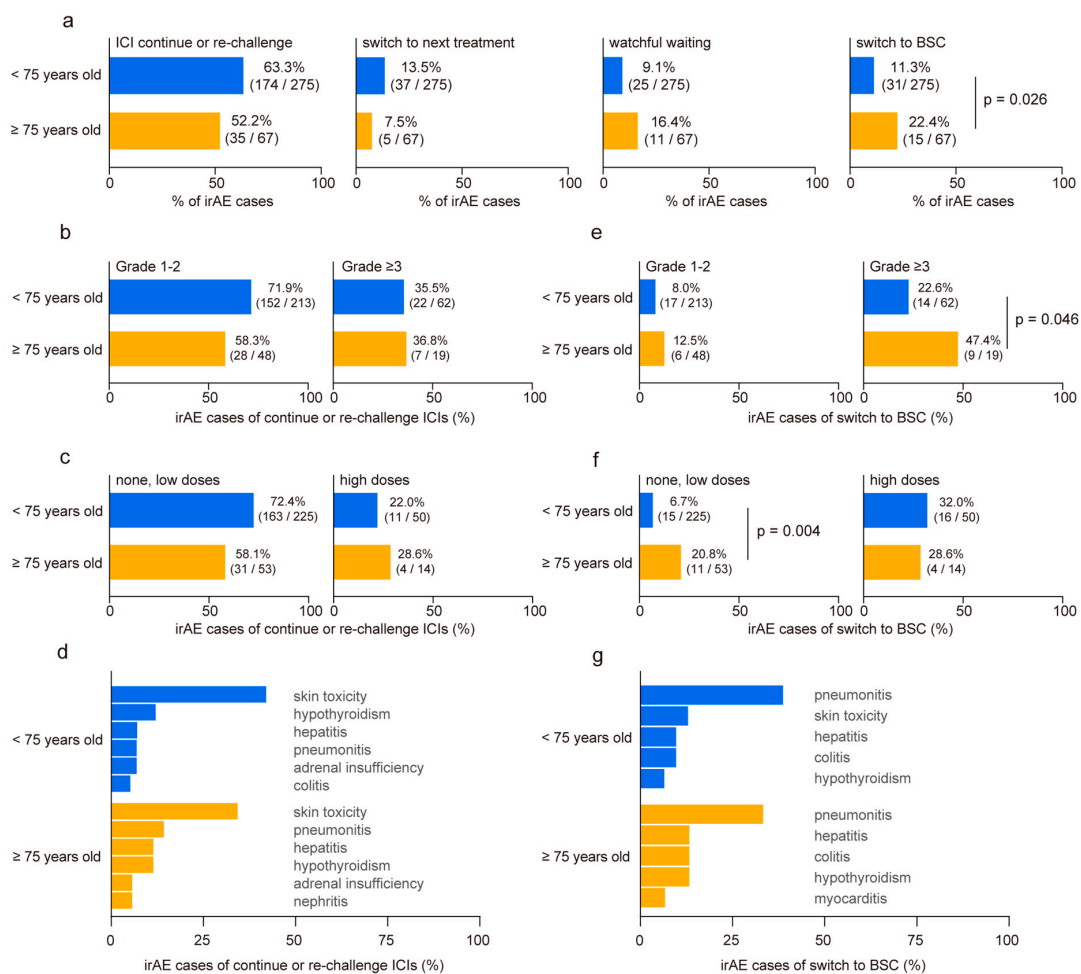 a
ICI continue or re-challenge
switch to next treatment
watchful waiting
switch to BSC
< 75 years old
63.3%
(174 / 275)
13.5%
(37 / 275)
9.1%
(25 / 275)
11.3%
(31/ 275)
p = 0.026
≥ 75 years old
52.2%
(35 / 67)
7.5%
(5 / 67)
16.4%
(11 / 67)
22.4%
(15 / 67)
0 50 100
0 50 100
0 50 100
0 50 100
% of irAE cases
% of irAE cases
% of irAE cases
% of irAE cases
b
Grade 1-2
Grade ≥3
< 75 years old
71.9%
(152 / 213)
35.5%
(22 / 62)
≥ 75 years old
58.3%
(28 / 48)
36.8%
(7 / 19)
0 50 100
0 50 100
irAE cases of continue or re-challenge ICIs (%)
e
Grade 1-2
Grade ≥3
< 75 years old
8.0%
(17 / 213)
22.6%
(14 / 62)
p = 0.046
≥ 75 years old
12.5%
(6 / 48)
47.4%
(9 / 19)
0 50 100
0 50 100
irAE cases of switch to BSC (%)
c
none, low doses
high doses
< 75 years old
72.4%
(163 / 225)
22.0%
(11 / 50)
≥ 75 years old
58.1%
(31 / 53)
28.6%
(4 / 14)
0 50 100
0 50 100
irAE cases of continue or re-challenge ICIs (%)
f
none, low doses
high doses
< 75 years old
6.7%
(15 / 225)
p = 0.004
32.0%
(16 / 50)
≥ 75 years old
20.8%
(11 / 53)
28.6%
(4 / 14)
0 50 100
0 50 100
irAE cases of switch to BSC (%)
d
< 75 years old
skin toxicity
hypothyroidism
hepatitis
pneumonitis
adrenal insufficiency
colitis
≥ 75 years old
skin toxicity
pneumonitis
hepatitis
hypothyroidism
adrenal insufficiency
nephritis
0 25 50 75 100
irAE cases of continue or re-challenge ICIs (%)
g
< 75 years old
pneumonitis
skin toxicity
hepatitis
colitis
hypothyroidism
≥ 75 years old
pneumonitis
hepatitis
colitis
hypothyroidism
myocarditis
0 25 50 75 100
irAE cases of switch to BSC (%)